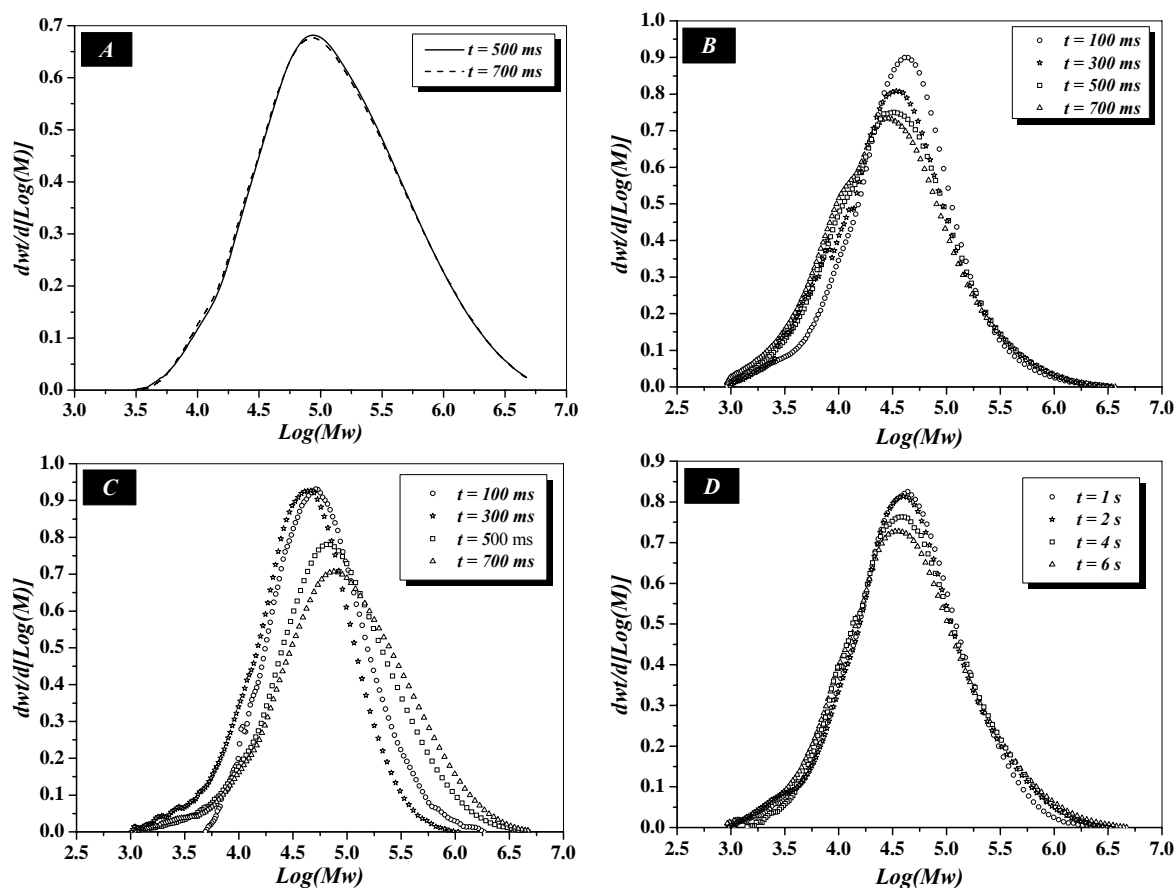 A
t = 500 ms
t = 700 ms
0.7
0.6
0.5
0.4
0.3
0.2
0.1
0.0
dwt/d[Log(M)]
3.0 3.5 4.0 4.5 5.0 5.5 6.0 6.5 7.0
Log(Mw)
B
t = 100 ms
t = 300 ms
t = 500 ms
t = 700 ms
1.0
0.9
0.8
0.7
0.6
0.5
0.4
0.3
0.2
0.1
0.0
dwt/d[Log(M)]
2.5 3.0 3.5 4.0 4.5 5.0 5.5 6.0 6.5 7.0
Log(Mw)
C
t = 100 ms
t = 300 ms
t = 500 ms
t = 700 ms
1.0
0.9
0.8
0.7
0.6
0.5
0.4
0.3
0.2
0.1
0.0
dwt/d[Log(M)]
2.5 3.0 3.5 4.0 4.5 5.0 5.5 6.0 6.5 7.0
Log(Mw)
D
t = 1 s
t = 2 s
t = 4 s
t = 6 s
0.9
0.8
0.7
0.6
0.5
0.4
0.3
0.2
0.1
0.0
dwt/d[Log(M)]
2.5 3.0 3.5 4.0 4.5 5.0 5.5 6.0 6.5 7.0
Log(Mw)